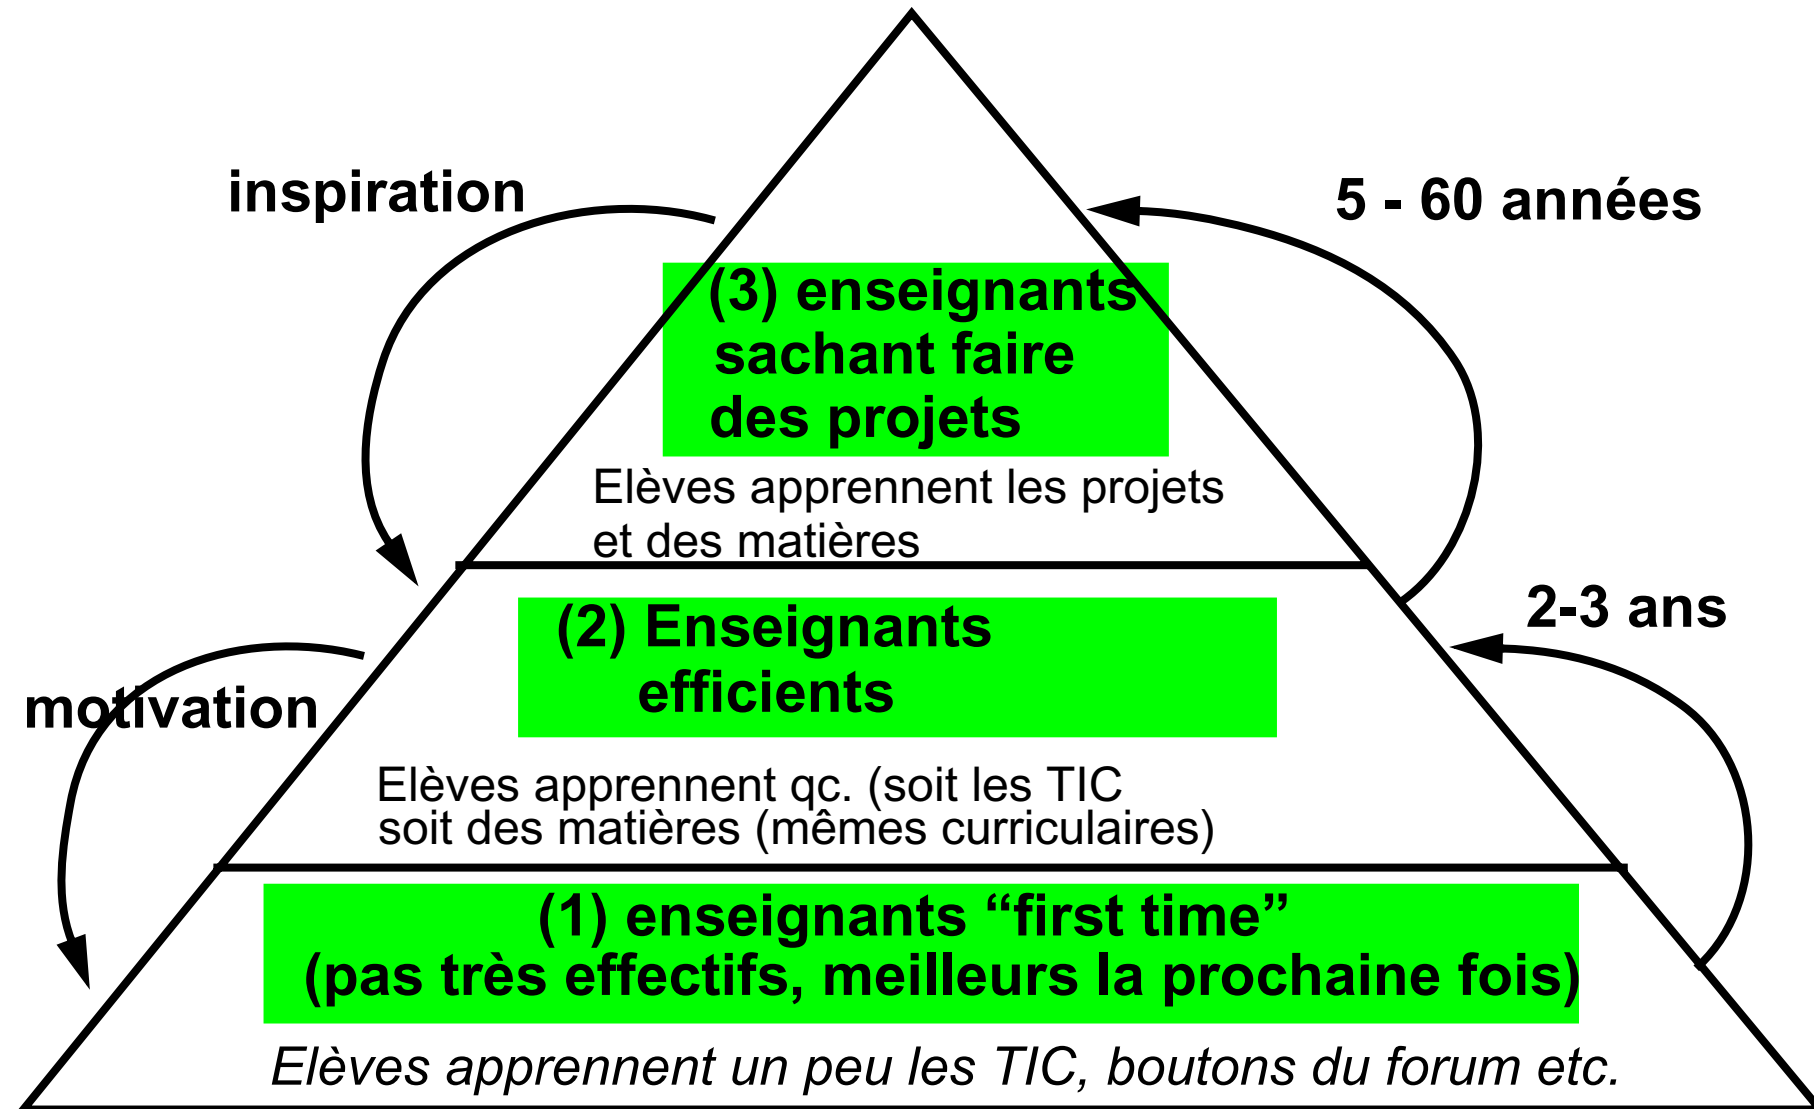 inspiration
5 - 60 années
(3) enseignants
sachant faire
des projets
Elèves apprennent les projets
et des matières
2-3 ans
(2) Enseignants
efficients
motivation
Elèves apprennent qc. (soit les TIC
soit des matières (mêmes curriculaires)
(1) enseignants “first time”
(pas très effectifs, meilleurs la prochaine fois)
Elèves apprennent un peu les TIC, boutons du forum etc.